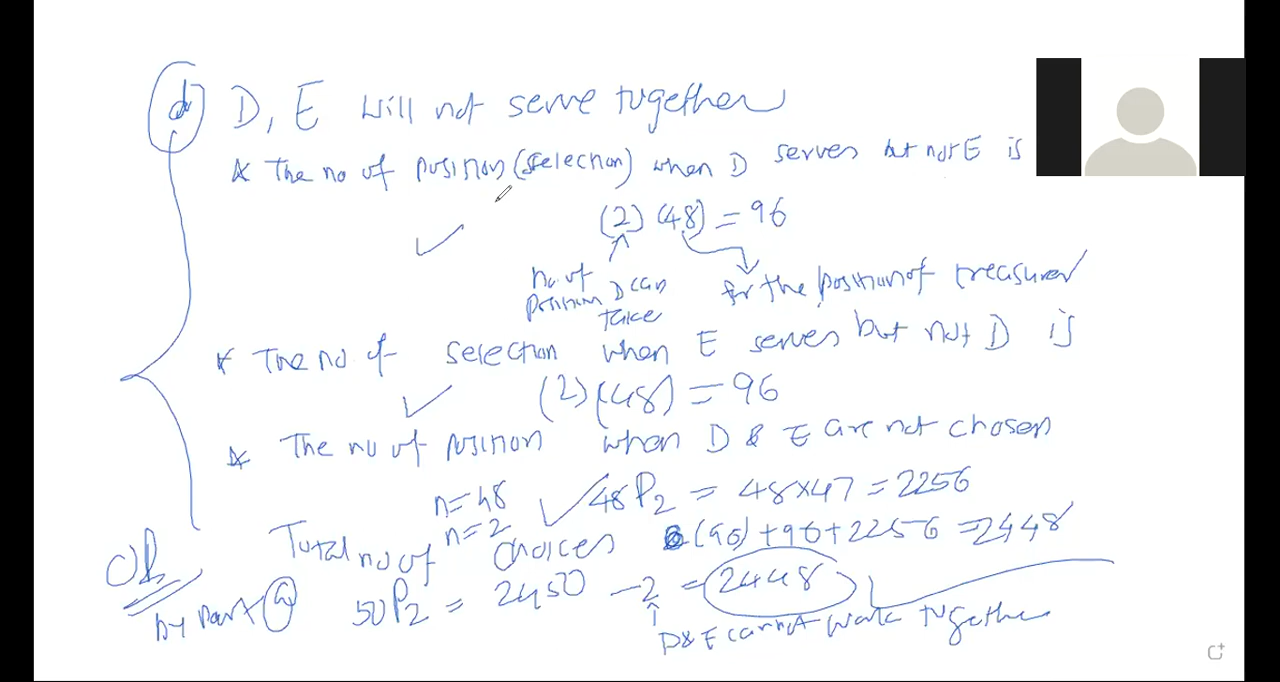 d) D, E will not serve together
* The no of position (selection) when D serves but not E is
(2) (48) = 96
no. of position D can take
for the position of treasurer
* The no of selection when E serves but not D is
(2) (48) = 96
* The no of position when D & E are not chosen
n=48
n=2
48P2 = 48x47 = 2256
Total no of choices (96) + 96 + 2256 = 2448
OR
by part (a) 50P2 = 2450 - 2 = 2448
D & E cannot work together